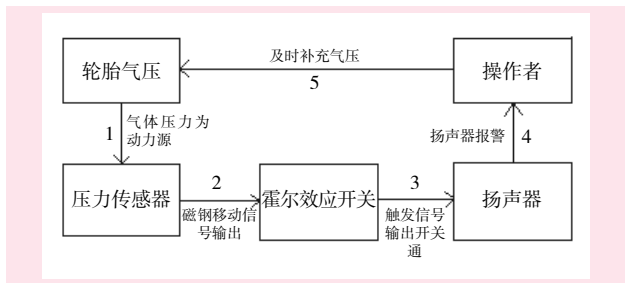 及时补充气压
轮胎气压
操作者
5
1
气体压力为
动力源
扬声器报警
4
2
3
压力传感器
霍尔效应开关
扬声器
磁钢移动信
号输出
触发信号
输出开关
通